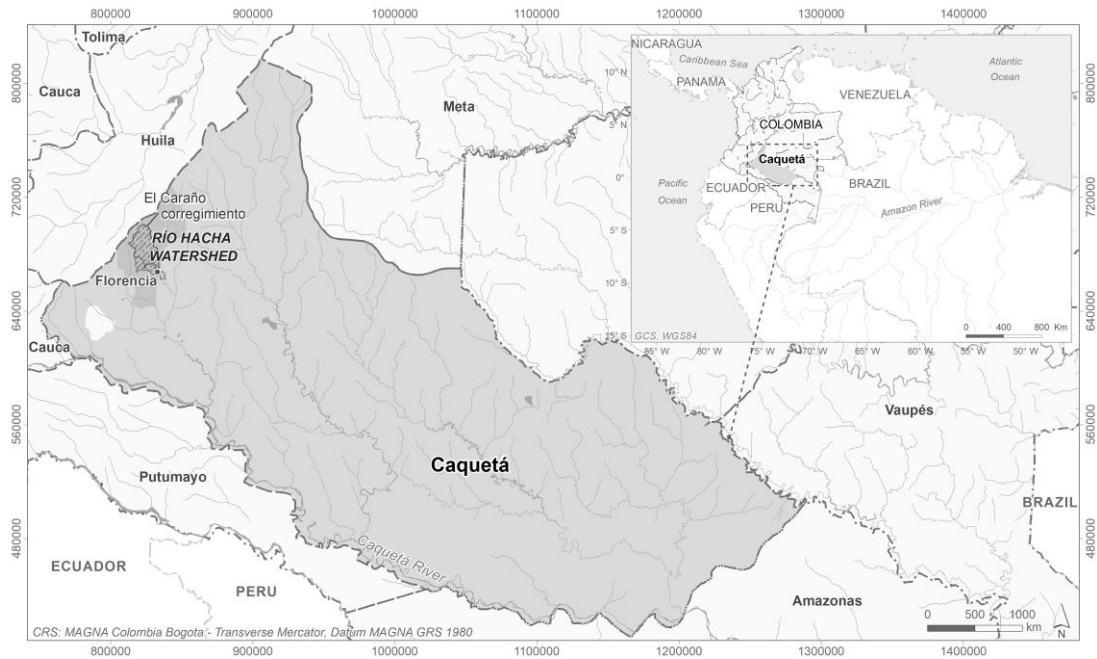 800000 900000 1000000 1100000 1200000 1300000 1400000
Tolima
Cauca
Huila
Meta
El Caraño
corregimiento
RÍO HACHA
WATERSHED
Florencia
Cauca
Putumayo
Caquetá
Caquetá River
ECUADOR
PERU
Vaupés
BRAZIL
Amazonas
NICARAGUA
Caribbean Sea
PANAMA
Atlantic
Ocean
VENEZUELA
COLOMBIA
Caquetá
ECUADOR
BRAZIL
PERU
Pacific
Ocean
Amazon River
10° N
5° N
0°
5° S
10° S
15° S
GCS, WGS84
0 400 800 Km
85° W 80° W 75° W 70° W 65° W 60° W 55° W 50° W
800000
720000
640000
560000
480000
800000
720000
640000
560000
480000
0 500 1000
km
N
CRS: MAGNA Colombia Bogota - Transverse Mercator, Datum MAGNA GRS 1980
800000 900000 1000000 1100000 1200000 1300000 1400000